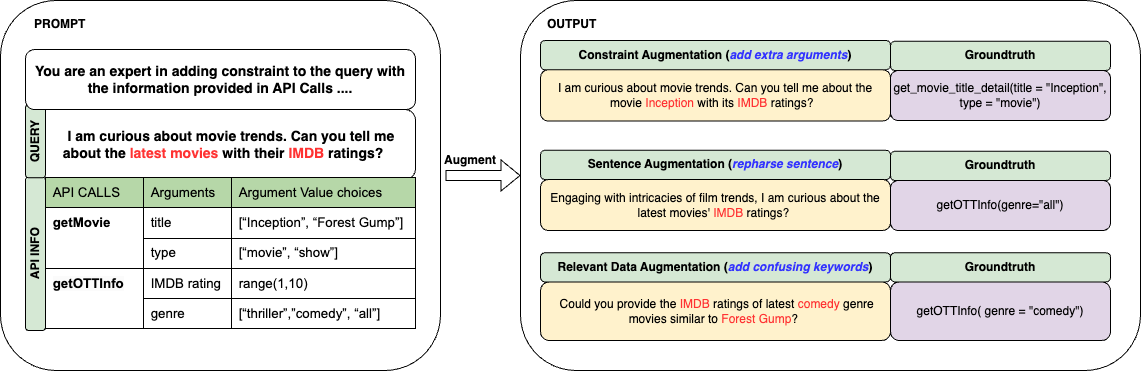 PROMPT
You are an expert in adding constraint to the query with
the information provided in API Calls ....
QUERY
I am curious about movie trends. Can you tell me
about the latest movies with their IMDB ratings?
API INFO
API CALLS Arguments Argument Value choices
getMovie title [“Inception”, “Forest Gump”]
type [“movie”, “show”]
getOTTInfo IMDB rating range(1,10)
genre [“thriller”,”comedy”, “all”]
Augment
OUTPUT
Constraint Augmentation (add extra arguments) Groundtruth
I am curious about movie trends. Can you tell me about the
movie Inception with its IMDB ratings?
get_movie_title_detail(title = "Inception",
type = "movie")
Sentence Augmentation (repharse sentence) Groundtruth
Engaging with intricacies of film trends, I am curious about the
latest movies' IMDB ratings?
getOTTInfo(genre="all")
Relevant Data Augmentation (add confusing keywords) Groundtruth
Could you provide the IMDB ratings of latest comedy genre
movies similar to Forest Gump?
getOTTInfo( genre = "comedy")